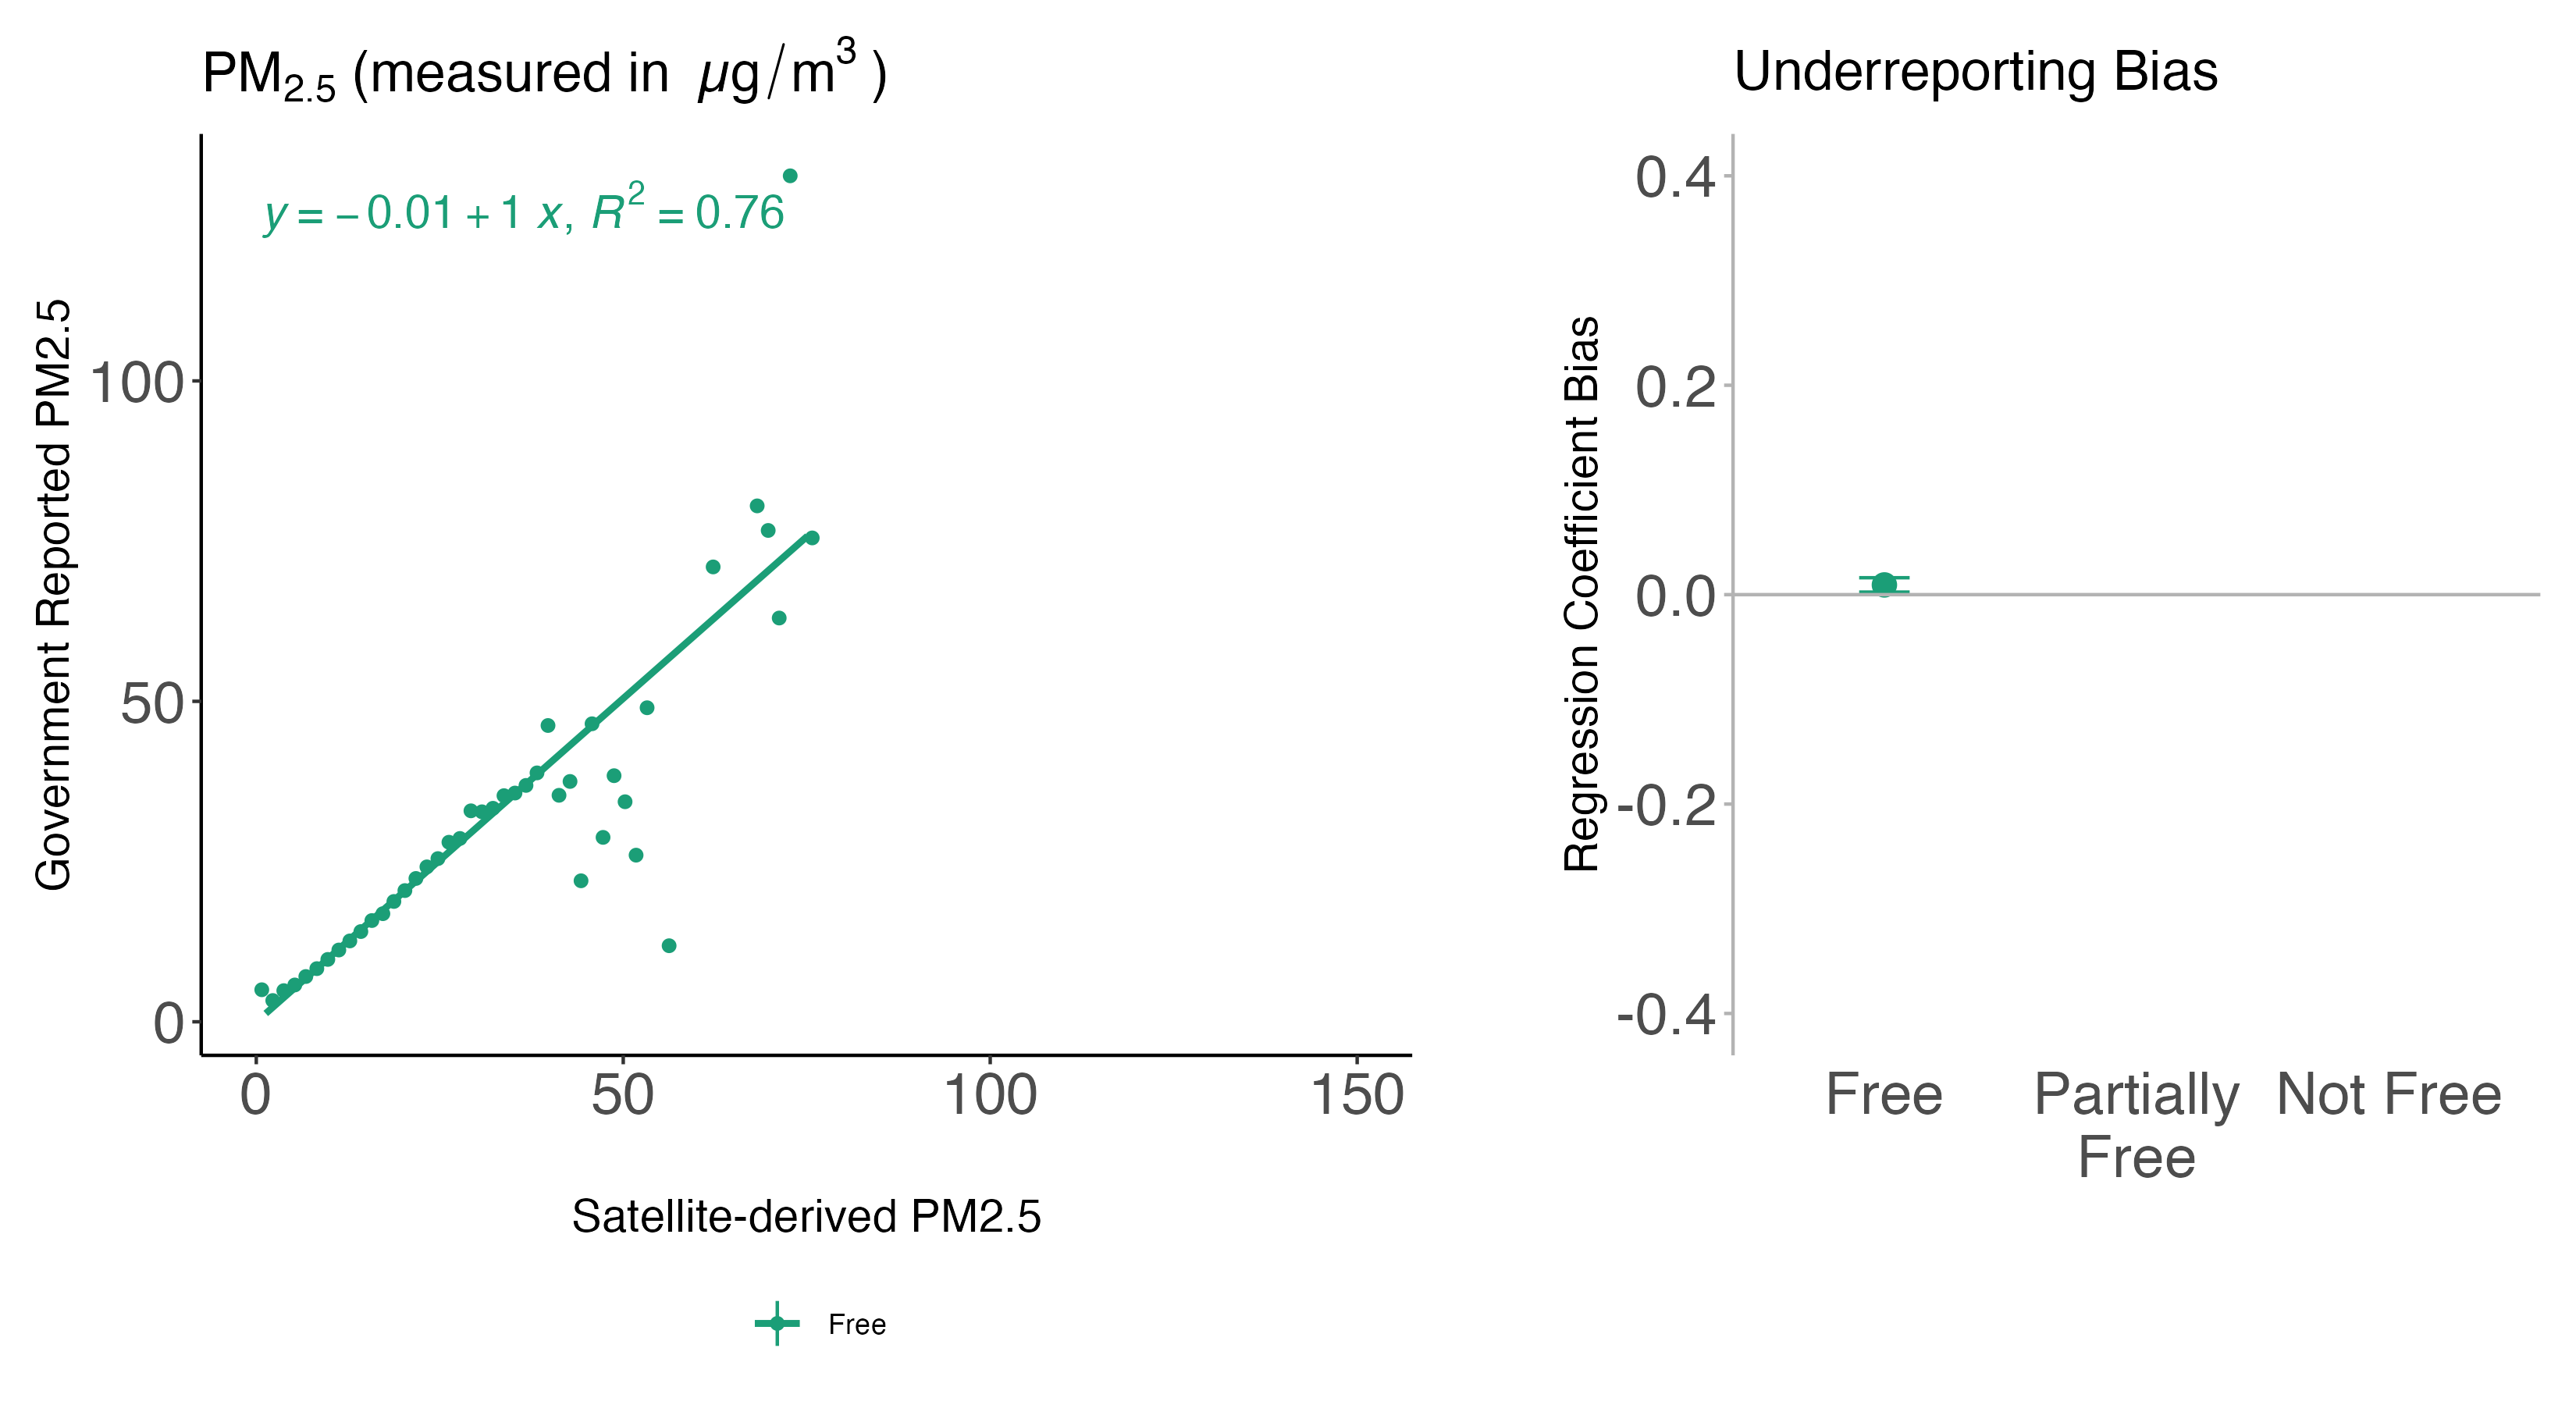 PM2.5 (measured in μg/m3)
y = −0.01 + 1 x, R2 = 0.76
Government Reported PM2.5
100
50
0
0 50 100 150
Satellite-derived PM2.5
Free
Underreporting Bias
Regression Coefficient Bias
0.4
0.2
0.0
-0.2
-0.4
Free Partially Not Free
Free